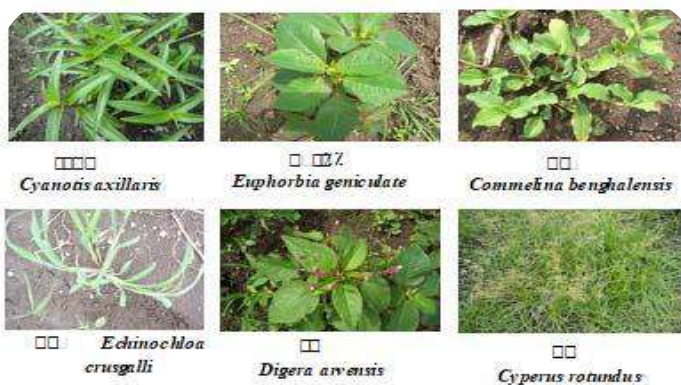 Cyanotis axillaris
Euphorbia geniculate
Commelina benghalensis
Echinochloa
crusgalli
Digera arvensis
Cyperus rotundus